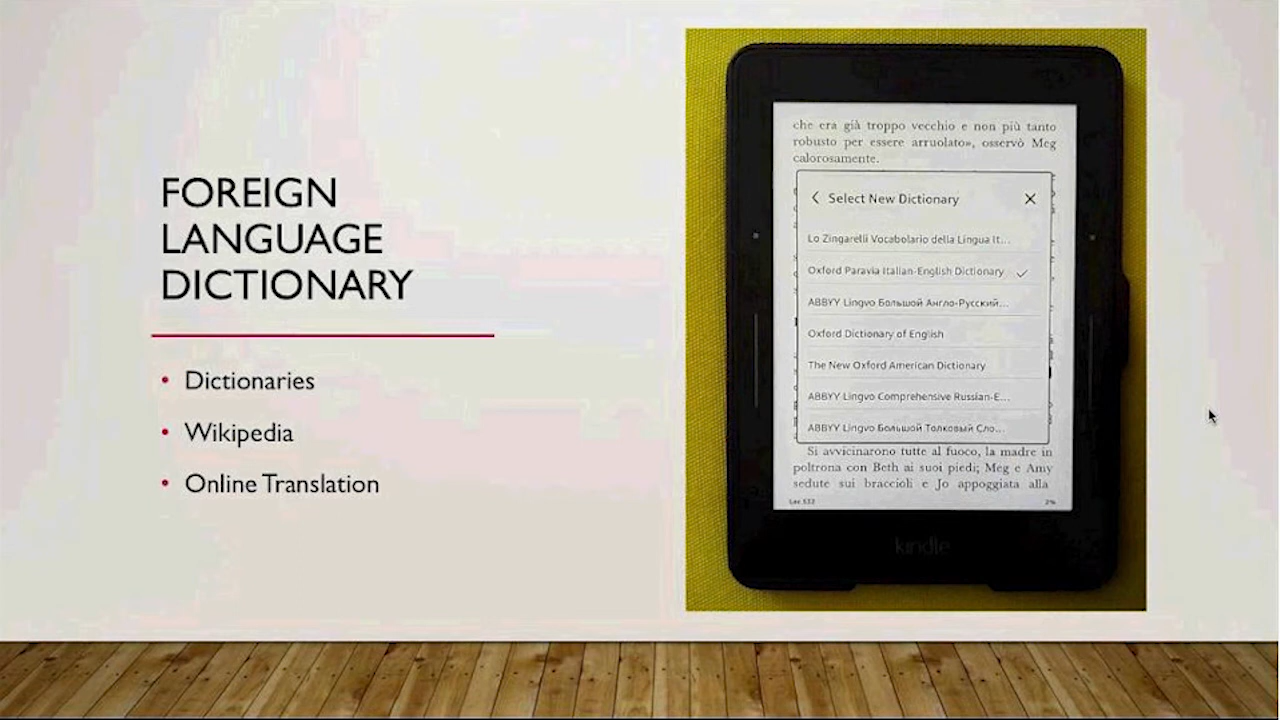 FOREIGN
LANGUAGE
DICTIONARY
• Dictionaries
• Wikipedia
• Online Translation
che era già troppo vecchio e non più tanto
robusto per essere arruolato», osservò Meg
calorosamente.
Select New Dictionary
Lo Zingarelli Vocabolario della Lingua It...
Oxford Paravia Italian-English Dictionary
ABBYY Lingvo Большой Англо-Русский...
Oxford Dictionary of English
The New Oxford American Dictionary
ABBYY Lingvo Comprehensive Russian-E...
ABBYY Lingvo Большой Толковый Сло...
Si avvicinarono tutte al fuoco, la madre in
poltrona con Beth ai suoi piedi; Meg e Amy
sedute sui braccioli e Jo appoggiata alla
Loc 532
2%
kindle